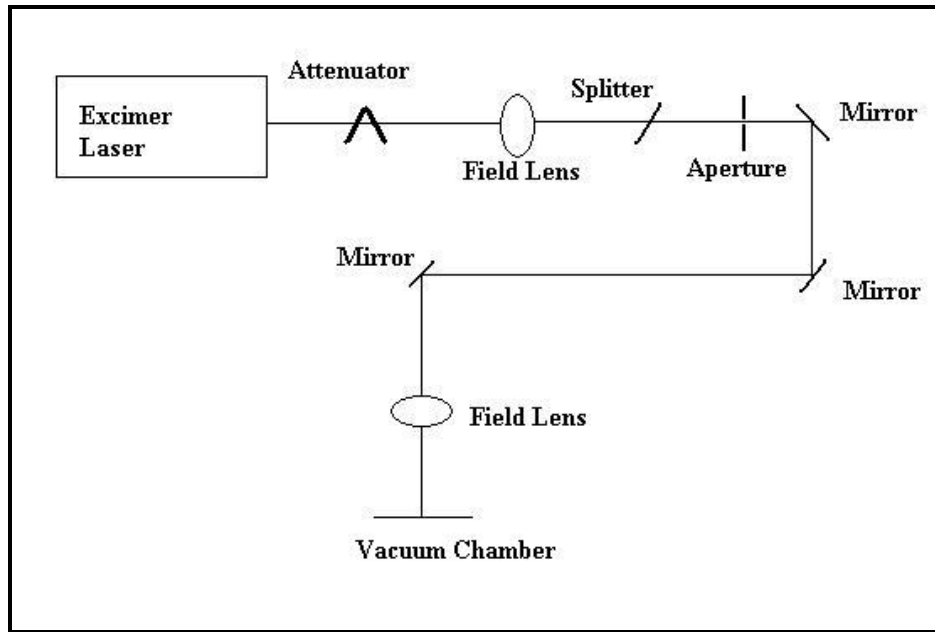 Attenuator
Excimer
Laser
Splitter
Mirror
Field Lens
Aperture
Mirror
Mirror
Field Lens
Vacuum Chamber